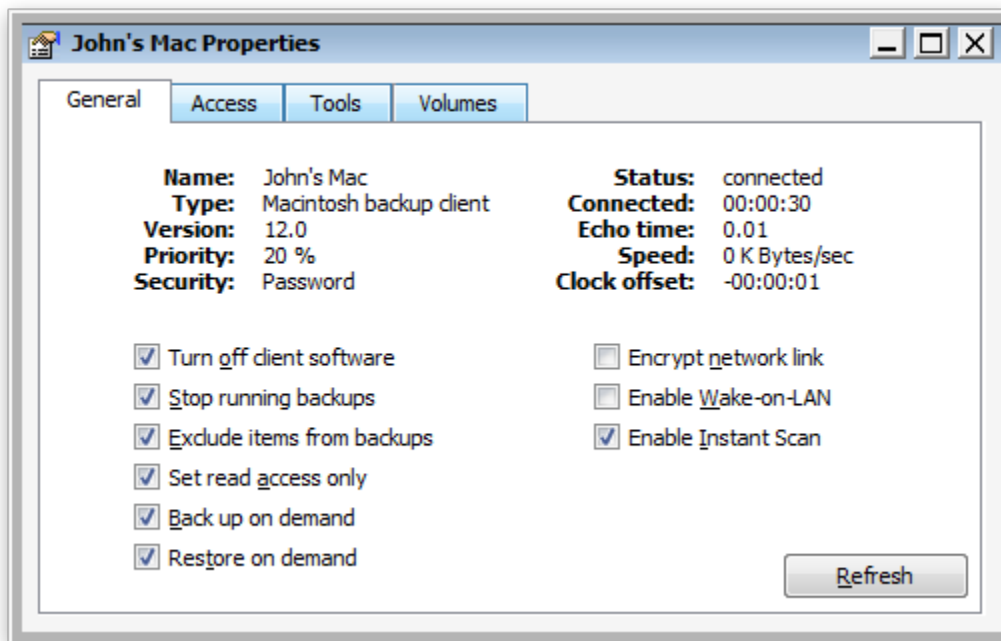 John's Mac Properties
General Access Tools Volumes
Name: John's Mac
Type: Macintosh backup client
Version: 12.0
Priority: 20 %
Security: Password
Status: connected
Connected: 00:00:30
Echo time: 0.01
Speed: 0 K Bytes/sec
Clock offset: -00:00:01
Turn off client software
Stop running backups
Exclude items from backups
Set read access only
Back up on demand
Restore on demand
Encrypt network link
Enable Wake-on-LAN
Enable Instant Scan
Refresh